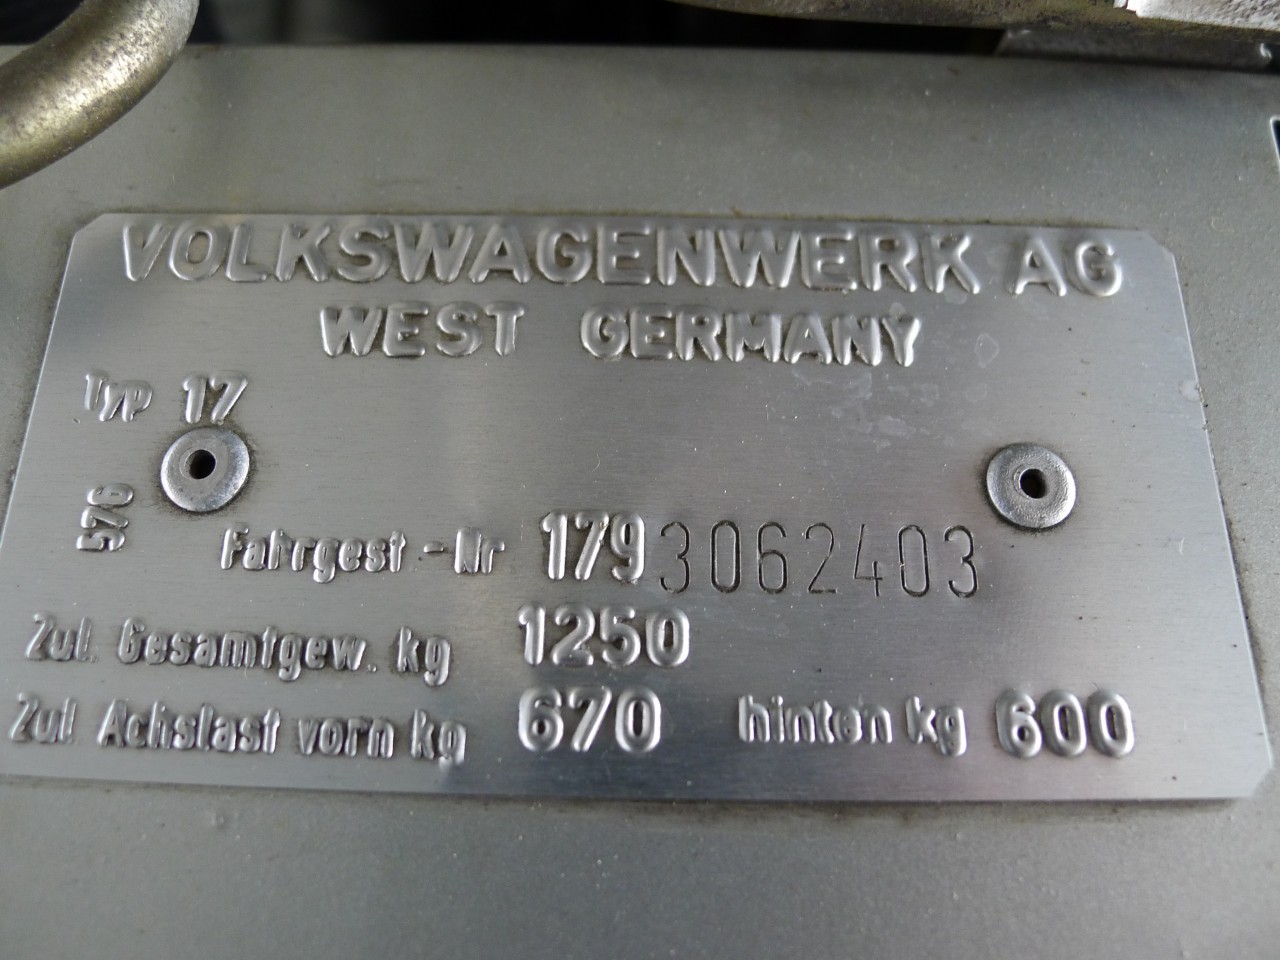 VOLKSWAGENWERK AG
WEST GERMANY
Typ 17
576
Fahrgest-Nr 1793062403
Zul. Gesamtgew. kg 1250
Zul Achslast vorn kg 670 hinten kg 600